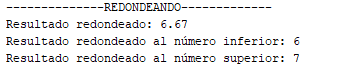 --------------REDONDEANDO-------------
Resultado redondeado: 6.67
Resultado redondeado al número inferior: 6
Resultado redondeado al número superior: 7